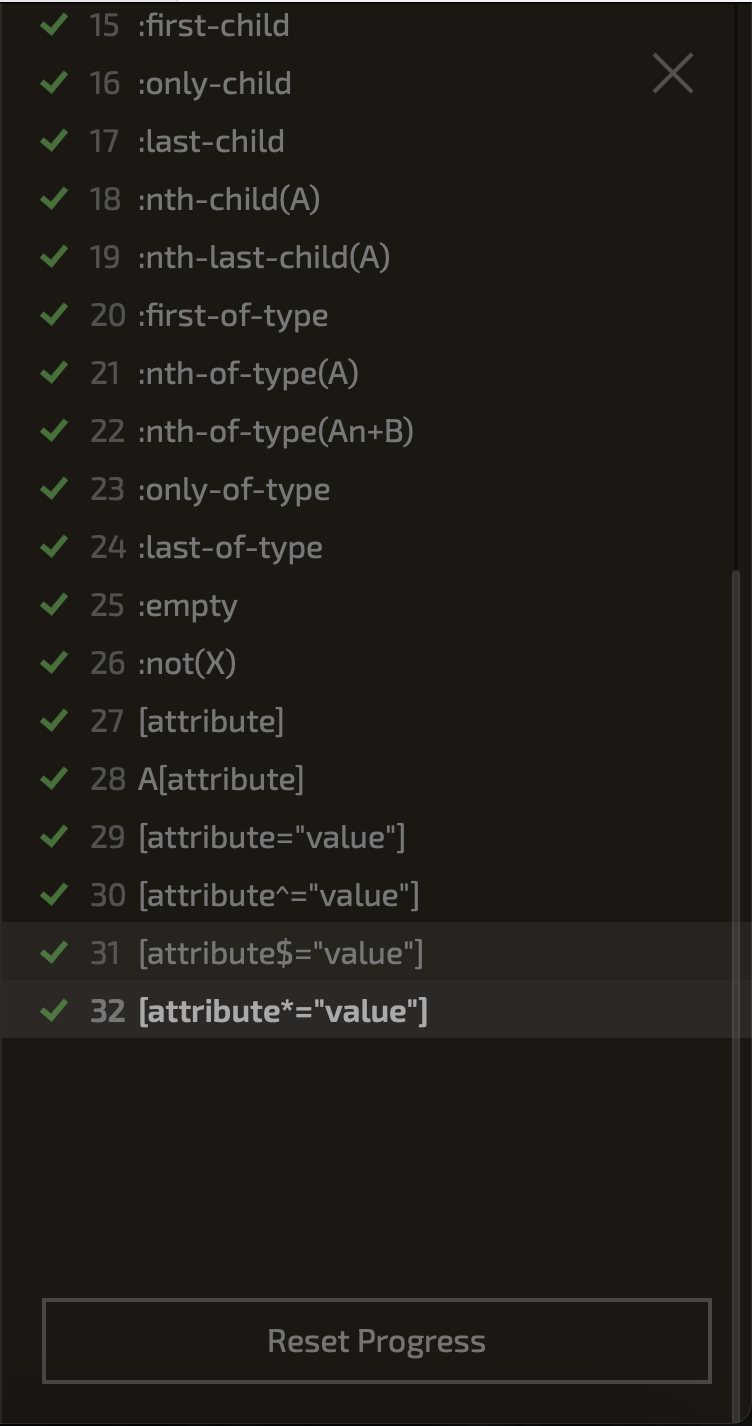 15 :first-child
16 :only-child
17 :last-child
18 :nth-child(A)
19 :nth-last-child(A)
20 :first-of-type
21 :nth-of-type(A)
22 :nth-of-type(An+B)
23 :only-of-type
24 :last-of-type
25 :empty
26 :not(X)
27 [attribute]
28 A[attribute]
29 [attribute="value"]
30 [attribute^="value"]
31 [attribute$="value"]
32 [attribute*="value"]
Reset Progress